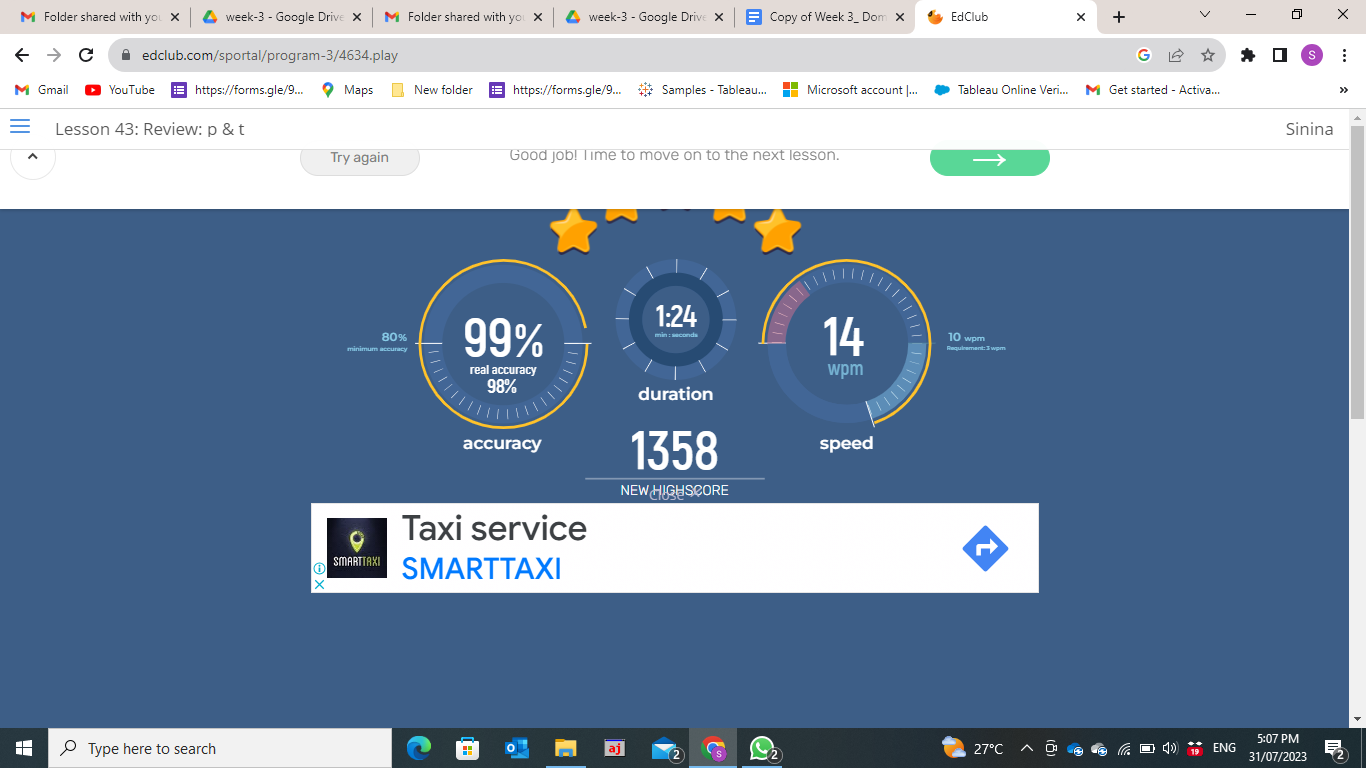 Folder shared with you
week-3 - Google Drive
Folder shared with you
week-3 - Google Drive
Copy of Week 3_ Dom
EdClub
edclub.com/sportal/program-3/4634.play
S
Gmail
YouTube
https://forms.gle/9...
Maps
New folder
https://forms.gle/9...
Samples - Tableau...
Microsoft account |...
Tableau Online Veri...
Get started - Activa...
»
Lesson 43: Review: p & t
Sinina
Try again
Good job! Time to move on to the next lesson.
80%
minimum accuracy
99%
real accuracy
98%
accuracy
1:24
min : seconds
duration
14
wpm
speed
10 wpm
Requirement: 3 wpm
1358
NEW HIGHSCORE
Close X
SMARTTAXI
Taxi service
SMARTTAXI
Type here to search
aj
2
S
2
27°C
19
ENG
5:07 PM
31/07/2023
2